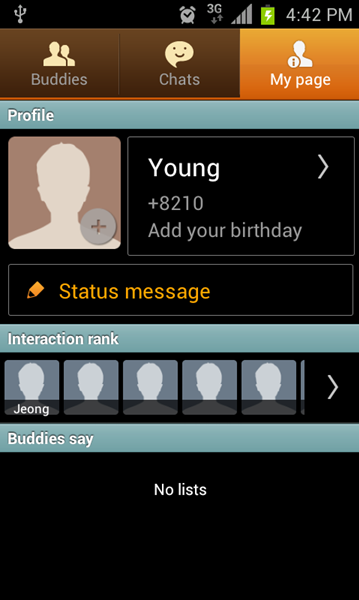 3G 4:42 PM
Buddies Chats My page
Profile
Young
+8210
Add your birthday
Status message
Interaction rank
Jeong
Buddies say
No lists